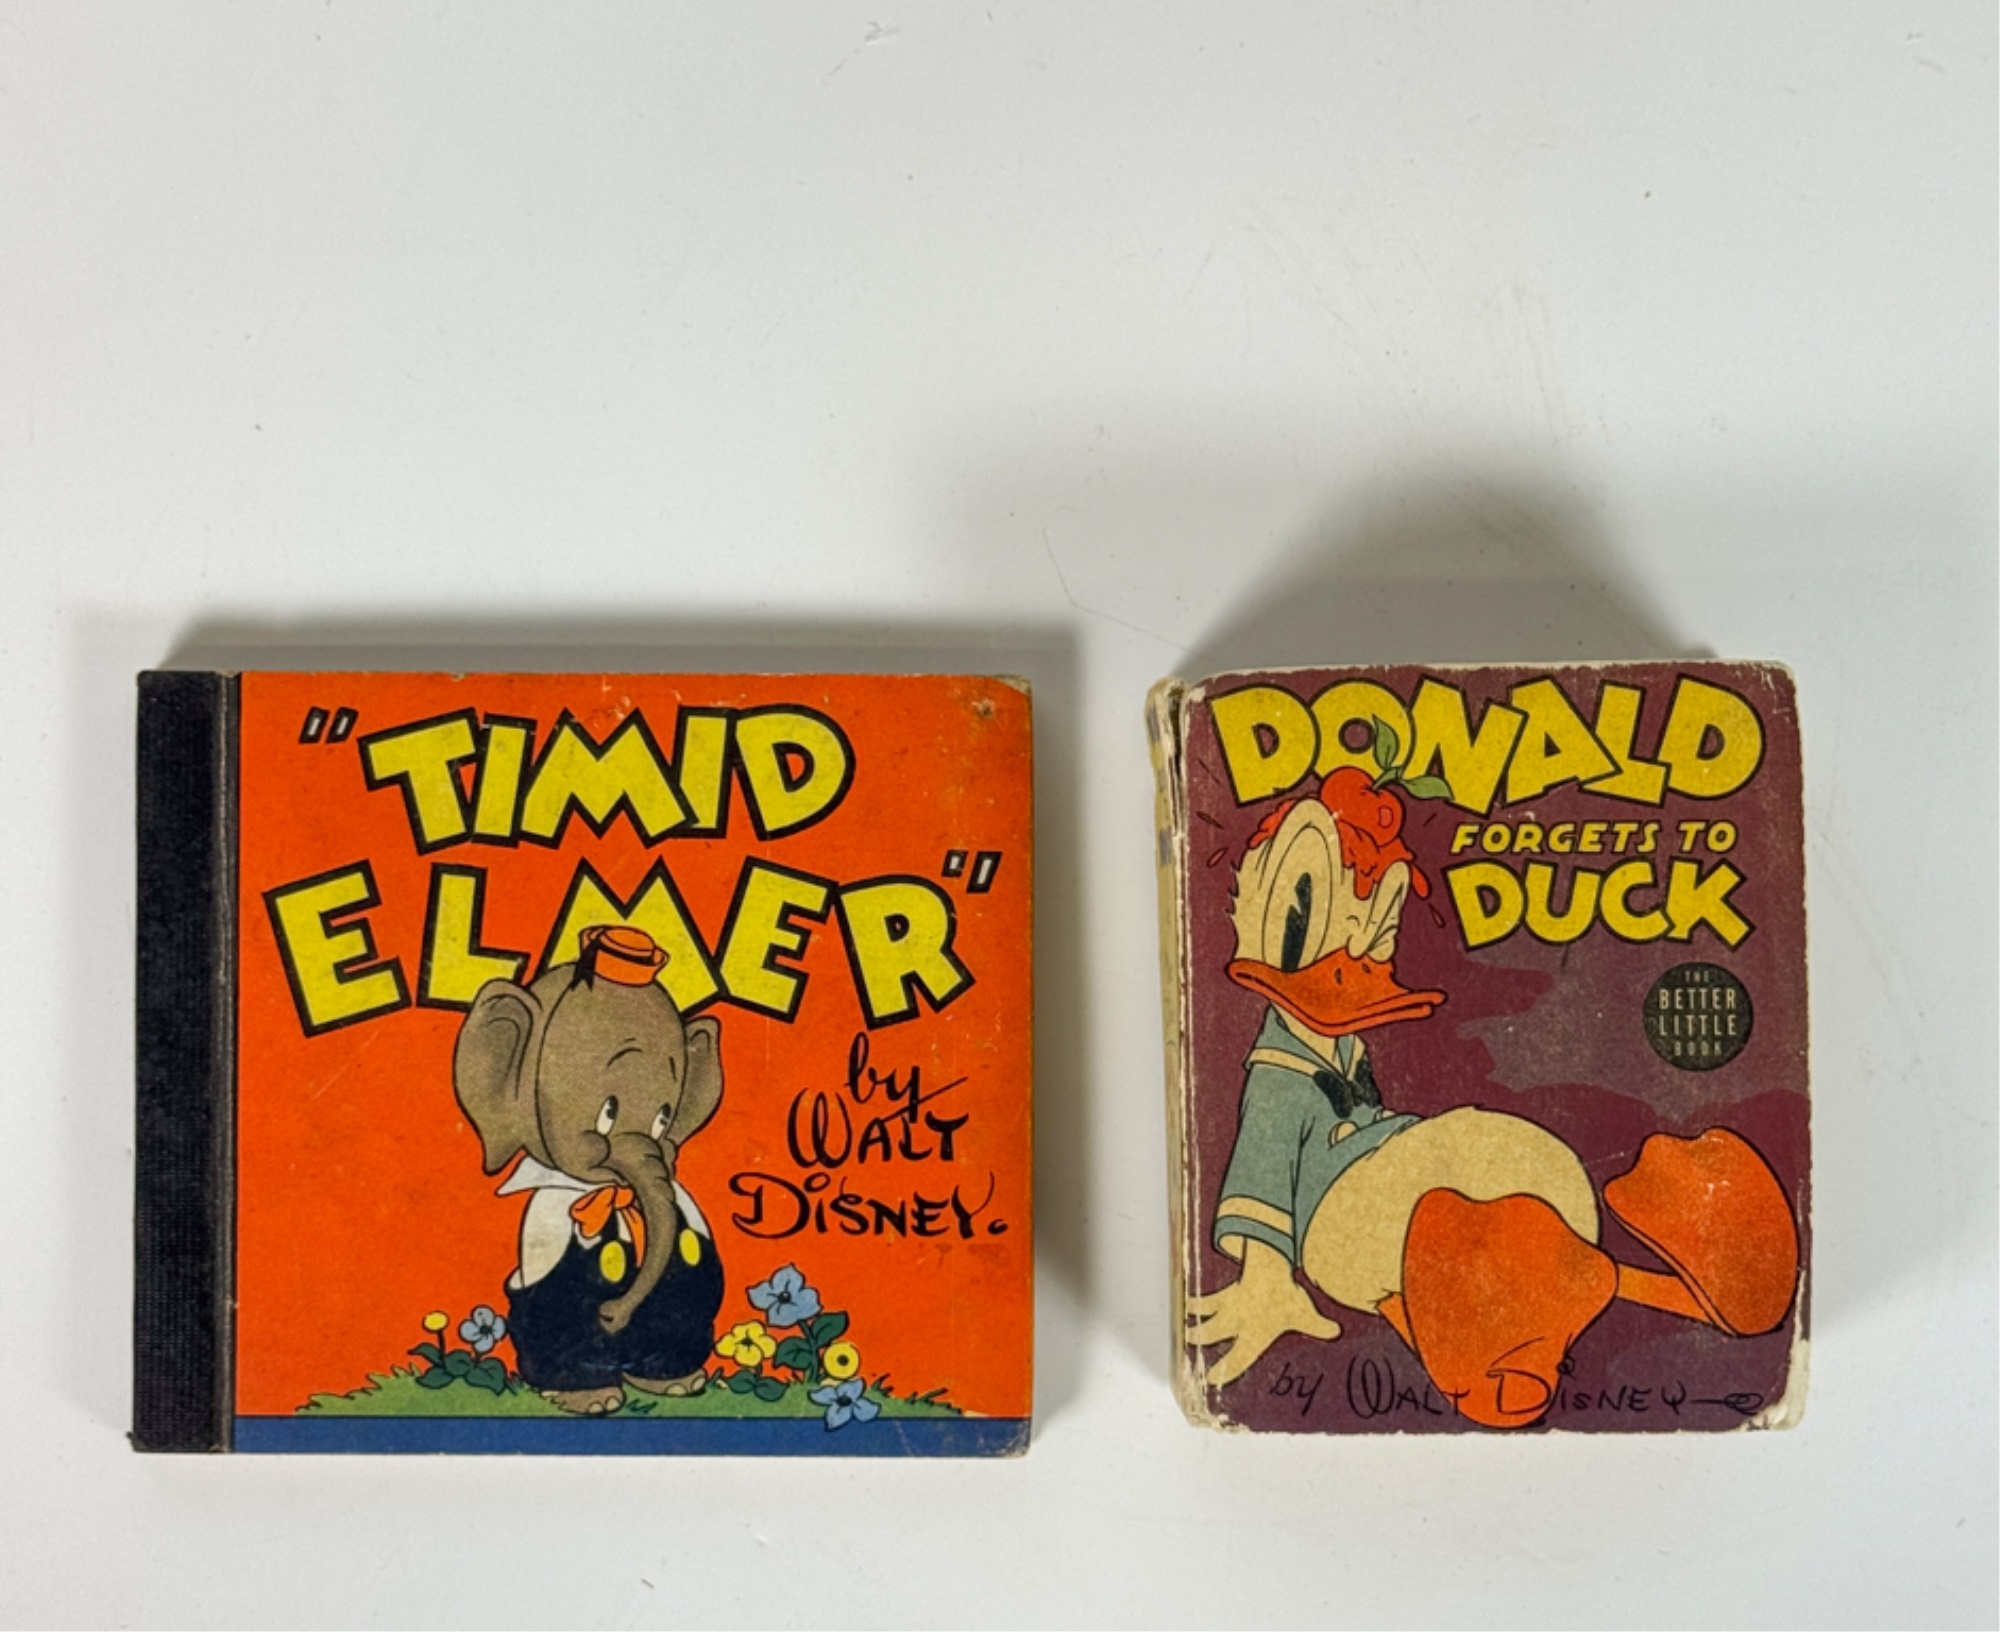 "TIMID
ELMER"
by
WALT
DISNEY.
DONALD
FORGETS TO
DUCK
THE
BETTER
LITTLE
BOOK
by WALT DISNEY